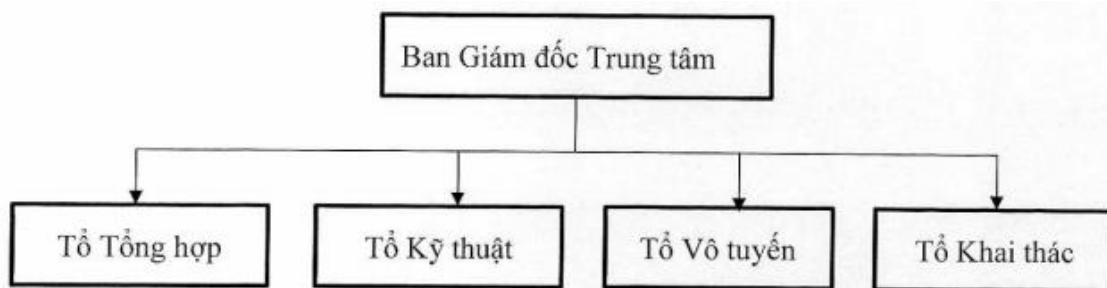 Ban Giám đốc Trung tâm
Tổ Tổng hợp
Tổ Kỹ thuật
Tổ Vô tuyến
Tổ Khai thác